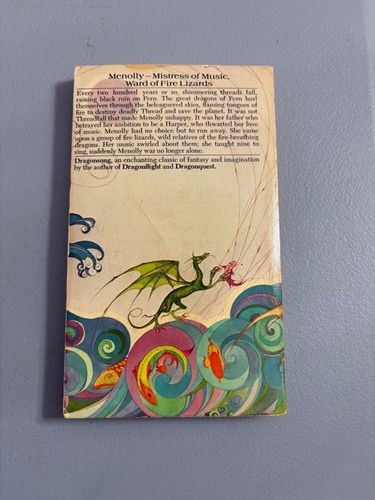 Menolly—Mistress of Music,
Ward of Fire Lizards
Every two hundred years or so, shimmering threads fall,
raining black ruin on Pern. The great dragons of Pern hurl
themselves through the beleaguered skies, flaming tongues of
fire to destroy deadly Thread and save the planet. It was not
Threadfall that made Menolly unhappy. It was her father who
betrayed her ambition to be a Harper, who thwarted her love
of music. Menolly had no choice but to run away. She came
upon a group of fire lizards, wild relatives of the fire-breathing
dragons. Her music swirled about them; she taught nine to
sing, suddenly Menolly was no longer alone.
Dragonsong, an enchanting classic of fantasy and imagination
by the author of Dragonflight and Dragonquest.